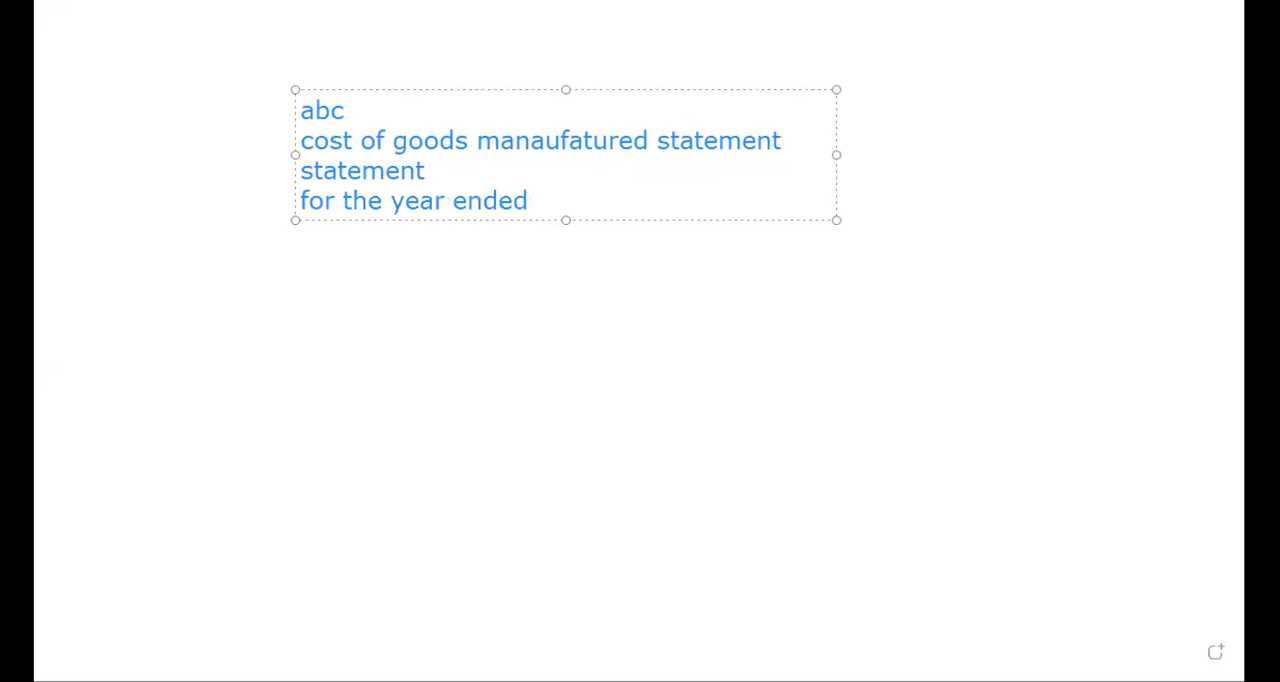 abc
cost of goods manaufatured statement
statement
for the year ended